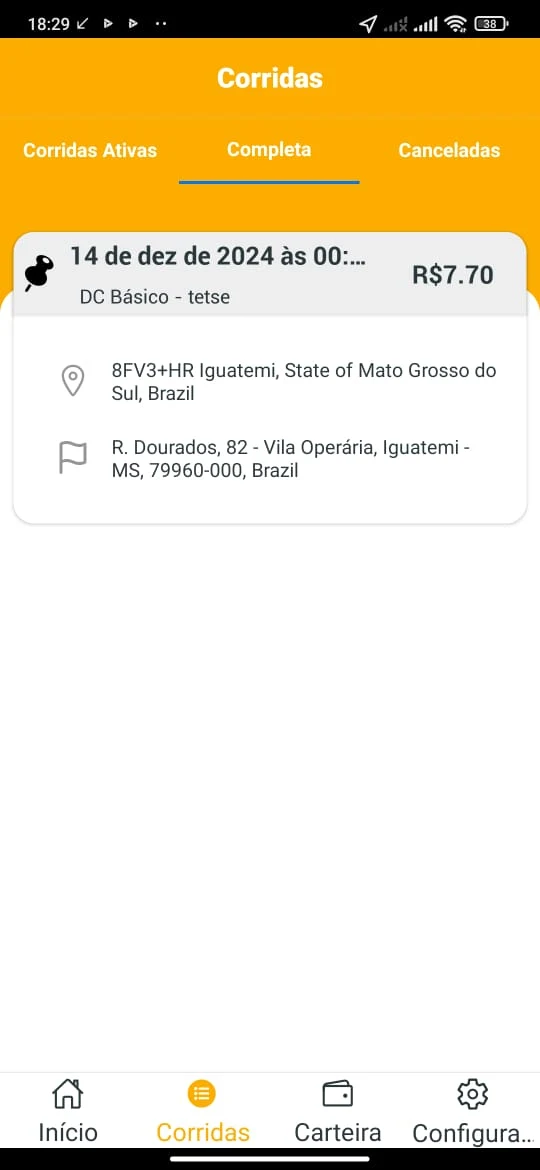 18:29
38
Corridas
Corridas Ativas
Completa
Canceladas
14 de dez de 2024 às 00:...
R$7.70
DC Básico - tetse
8FV3+HR Iguatemi, State of Mato Grosso do
Sul, Brazil
R. Dourados, 82 - Vila Operária, Iguatemi -
MS, 79960-000, Brazil
Início
Corridas
Carteira
Configura...